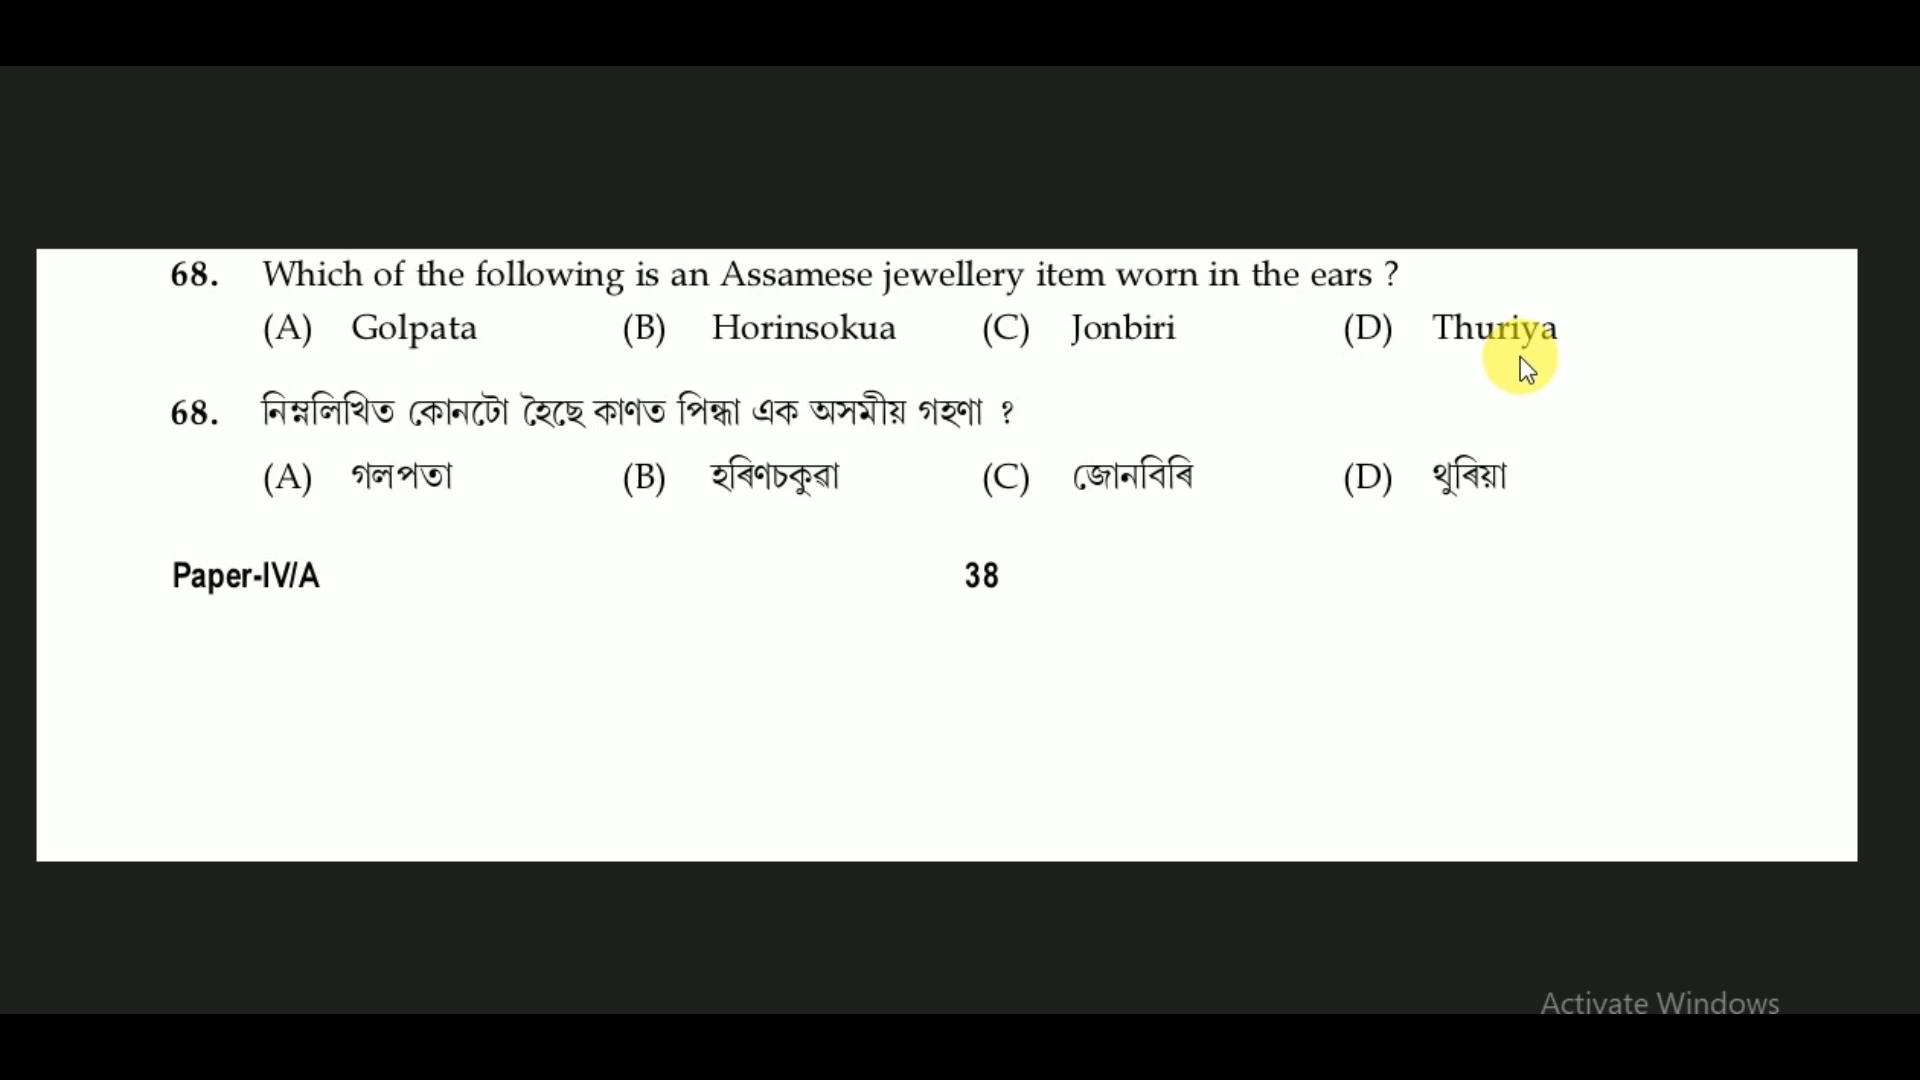 68. Which of the following is an Assamese jewellery item worn in the ears ?
(A) Golpata (B) Horinsokua (C) Jonbiri (D) Thuriya
68. নিম্নলিখিত কোনটো হৈছে কাণত পিন্ধা এক অসমীয় গহণা ?
(A) গলপতা (B) হৰিণচকুৱা (C) জোনবিৰি (D) থুৰিয়া
Paper-IV/A 38
Activate Windows